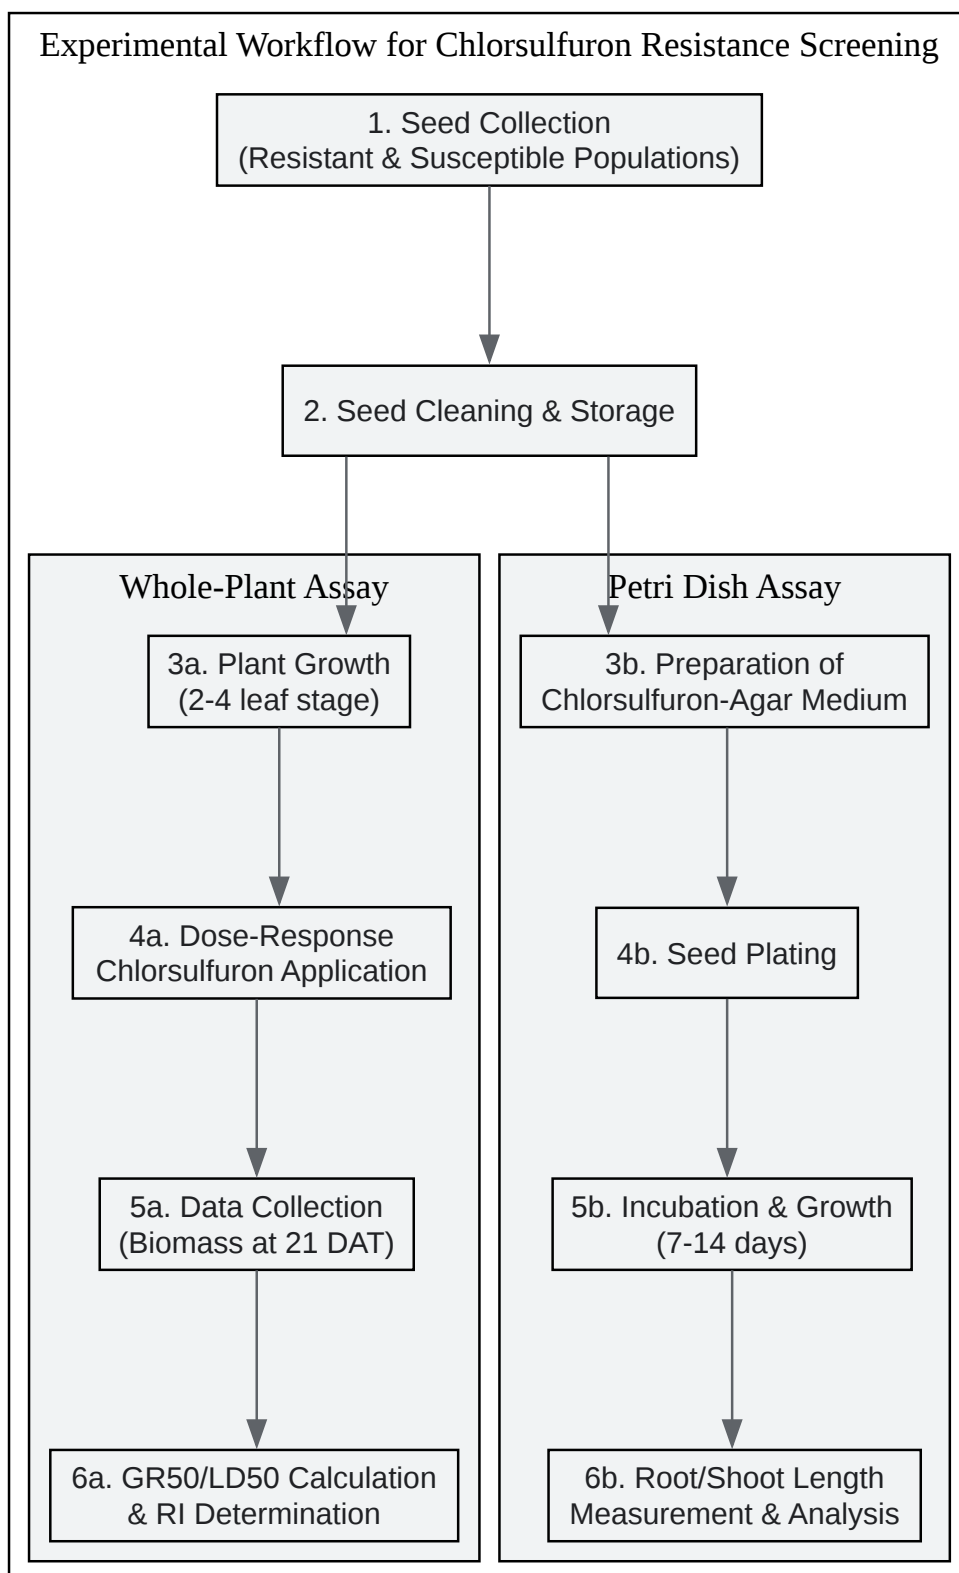 Experimental Workflow for Chlorsulfuron Resistance Screening
1. Seed Collection
(Resistant & Susceptible Populations)
2. Seed Cleaning & Storage
Whole-Plant Assay
3a. Plant Growth
(2-4 leaf stage)
4a. Dose-Response
Chlorsulfuron Application
5a. Data Collection
(Biomass at 21 DAT)
6a. GR50/LD50 Calculation
& RI Determination
Petri Dish Assay
3b. Preparation of
Chlorsulfuron-Agar Medium
4b. Seed Plating
5b. Incubation & Growth
(7-14 days)
6b. Root/Shoot Length
Measurement & Analysis